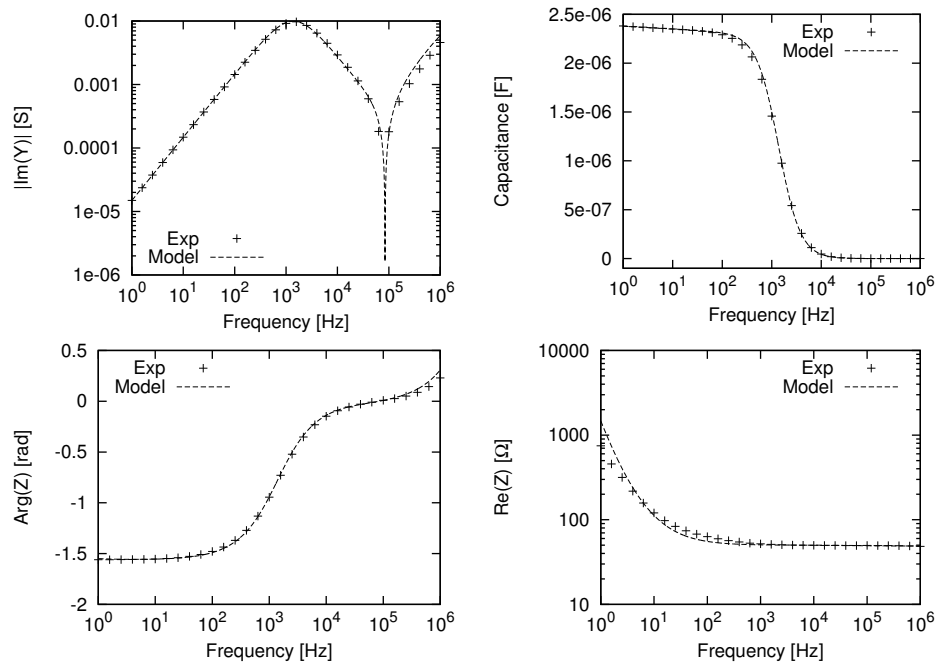 0.01
0.001
0.0001
1e-05
1e-06
|Im(Y)| [S]
Exp
Model
10^0 10^1 10^2 10^3 10^4 10^5 10^6
Frequency [Hz]
2.5e-06
2e-06
1e-06
1e-06
5e-07
0
Capacitance [F]
Exp
Model
10^0 10^1 10^2 10^3 10^4 10^5 10^6
Frequency [Hz]
0.5
0
-0.5
-1
-1.5
-2
Arg(Z) [rad]
Exp
Model
10^0 10^1 10^2 10^3 10^4 10^5 10^6
Frequency [Hz]
10000
1000
100
10
Re(Z) [Ω]
Exp
Model
10^0 10^1 10^2 10^3 10^4 10^5 10^6
Frequency [Hz]